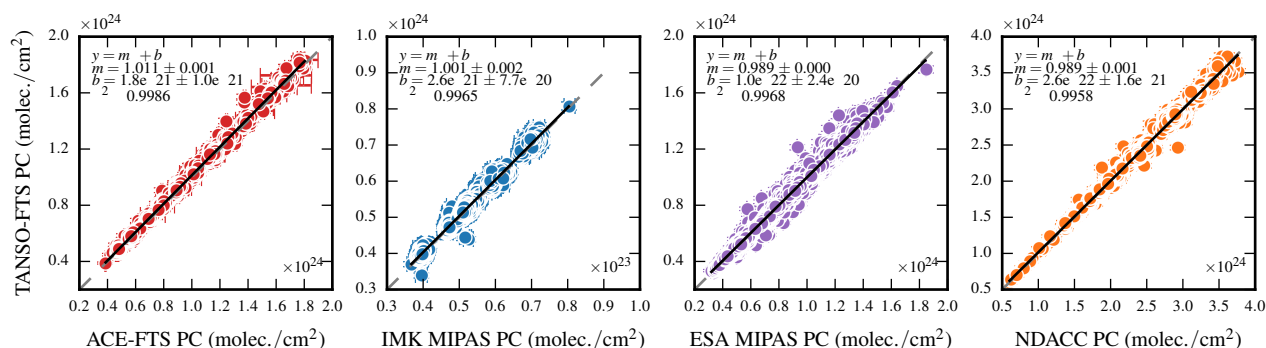 ×10²⁴
×10²⁴
×10²⁴
×10²⁴
y = m +b
m = 1.011 ± 0.001
b = 1.8e 21 ± 1.0e 21
2 0.9986
y = m +b
m = 1.001 ± 0.002
b = 2.6e 21 ± 7.7e 20
2 0.9965
y = m +b
m = 0.989 ± 0.000
b = 1.0e 22 ± 2.4e 20
2 0.9968
y = m +b
m = 0.989 ± 0.001
b = 2.6e 22 ± 1.6e 21
2 0.9958
TANSO-FTS PC (molec./cm²)
2.0
1.6
1.2
0.8
0.4
1.0
0.9
0.8
0.7
0.6
0.5
0.4
0.3
2.0
1.6
1.2
0.8
0.4
4.0
3.5
3.0
2.5
2.0
1.5
1.0
0.5
×10²⁴
×10²³
×10²⁴
×10²⁴
0.2 0.4 0.6 0.8 1.0 1.2 1.4 1.6 1.8 2.0
0.3 0.4 0.5 0.6 0.7 0.8 0.9 1.0
0.2 0.4 0.6 0.8 1.0 1.2 1.4 1.6 1.8 2.0
0.5 1.0 1.5 2.0 2.5 3.0 3.5 4.0
ACE-FTS PC (molec./cm²)
IMK MIPAS PC (molec./cm²)
ESA MIPAS PC (molec./cm²)
NDACC PC (molec./cm²)